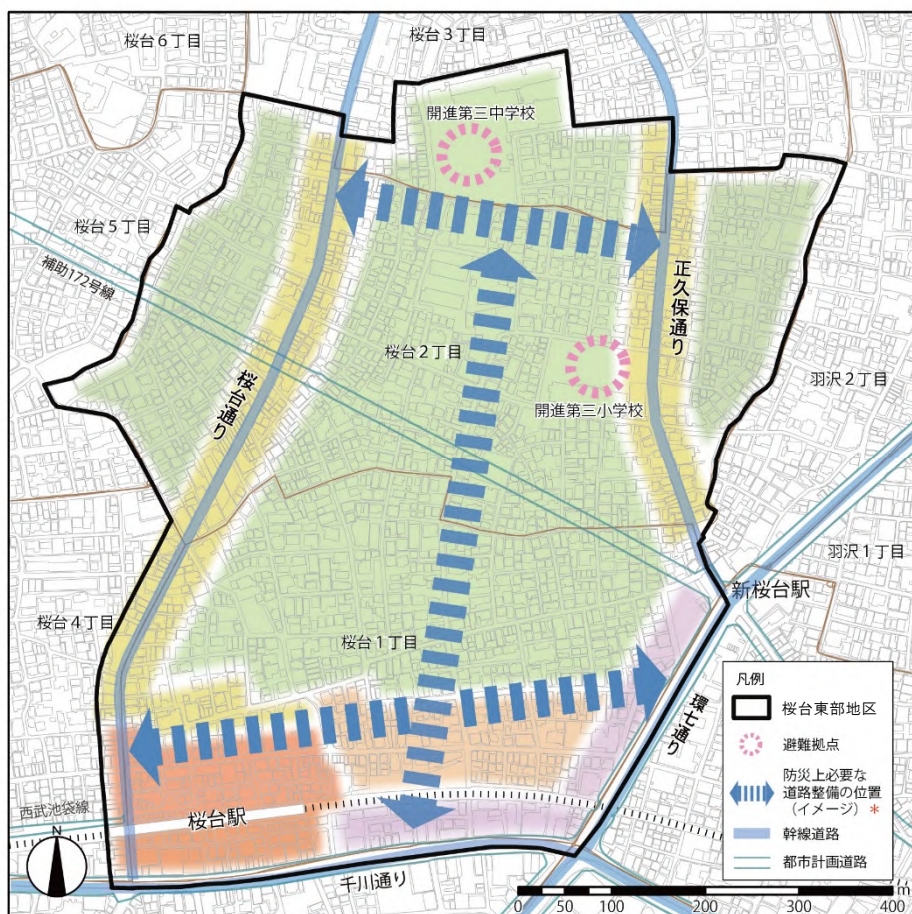 桜台6丁目
桜台3丁目
開進第三中学校
桜台5丁目
補助172号線
正久保通り
桜台2丁目
桜台通り
開進第三小学校
羽沢2丁目
羽沢1丁目
新桜台駅
桜台4丁目
桜台1丁目
環七通り
西武池袋線
桜台駅
千川通り
N
凡例
桜台東部地区
避難拠点
防災上必要な
道路整備の位置
(イメージ)*
幹線道路
都市計画道路
m
0 50 100 200 300 400